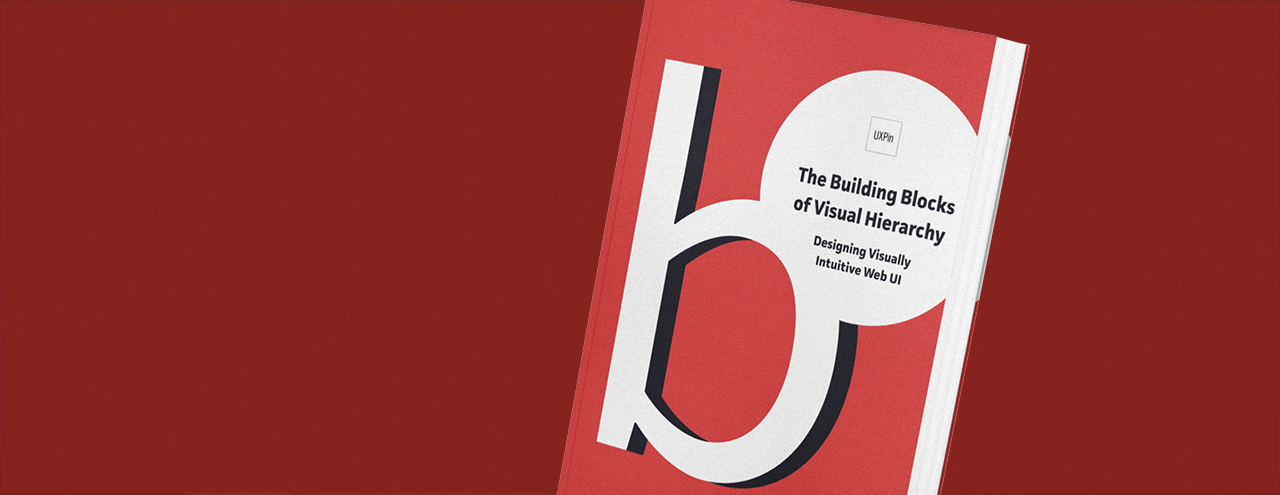 b
UXPin
The Building Blocks
of Visual Hierarchy
Designing Visually
Intuitive Web UI